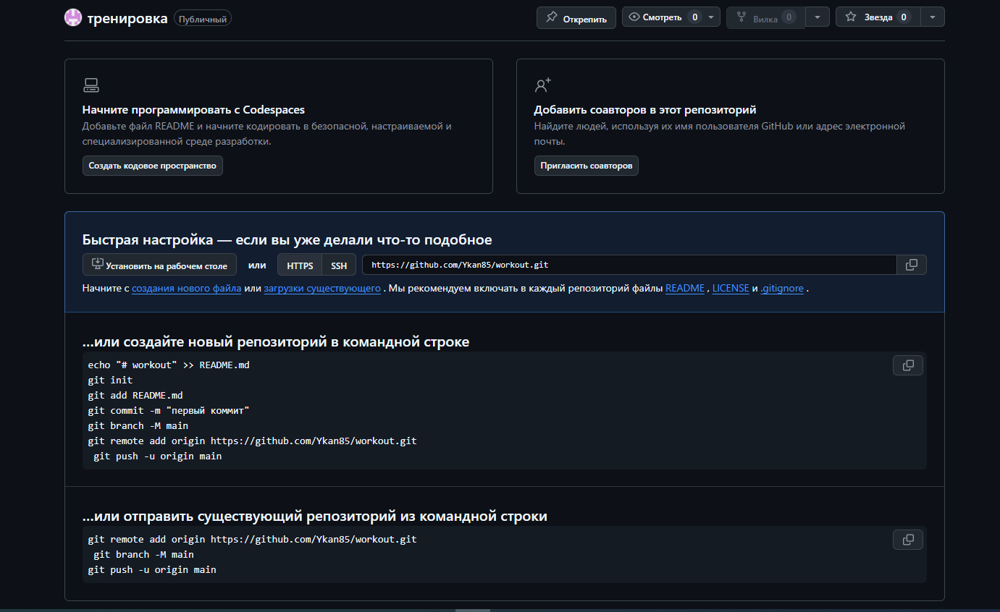 тренировка Публичный
Открепить
Смотреть 0
Вилка 0
Звезда 0
Начните программировать с Codespaces
Добавьте файл README и начните кодировать в безопасной, настраиваемой и
специализированной среде разработки.
Создать кодовое пространство
Добавить соавторов в этот репозиторий
Найдите людей, используя их имя пользователя GitHub или адрес электронной
почты.
Пригласить соавторов
Быстрая настройка — если вы уже делали что-то подобное
Установить на рабочем столе или HTTPS SSH https://github.com/Ykan85/workout.git
Начните с создания нового файла или загрузки существующего . Мы рекомендуем включать в каждый репозиторий файлы README , LICENSE и .gitignore .
...или создайте новый репозиторий в командной строке
echo "# workout" >> README.md
git init
git add README.md
git commit -m "первый коммит"
git branch -M main
git remote add origin https://github.com/Ykan85/workout.git
git push -u origin main
...или отправить существующий репозиторий из командной строки
git remote add origin https://github.com/Ykan85/workout.git
git branch -M main
git push -u origin main